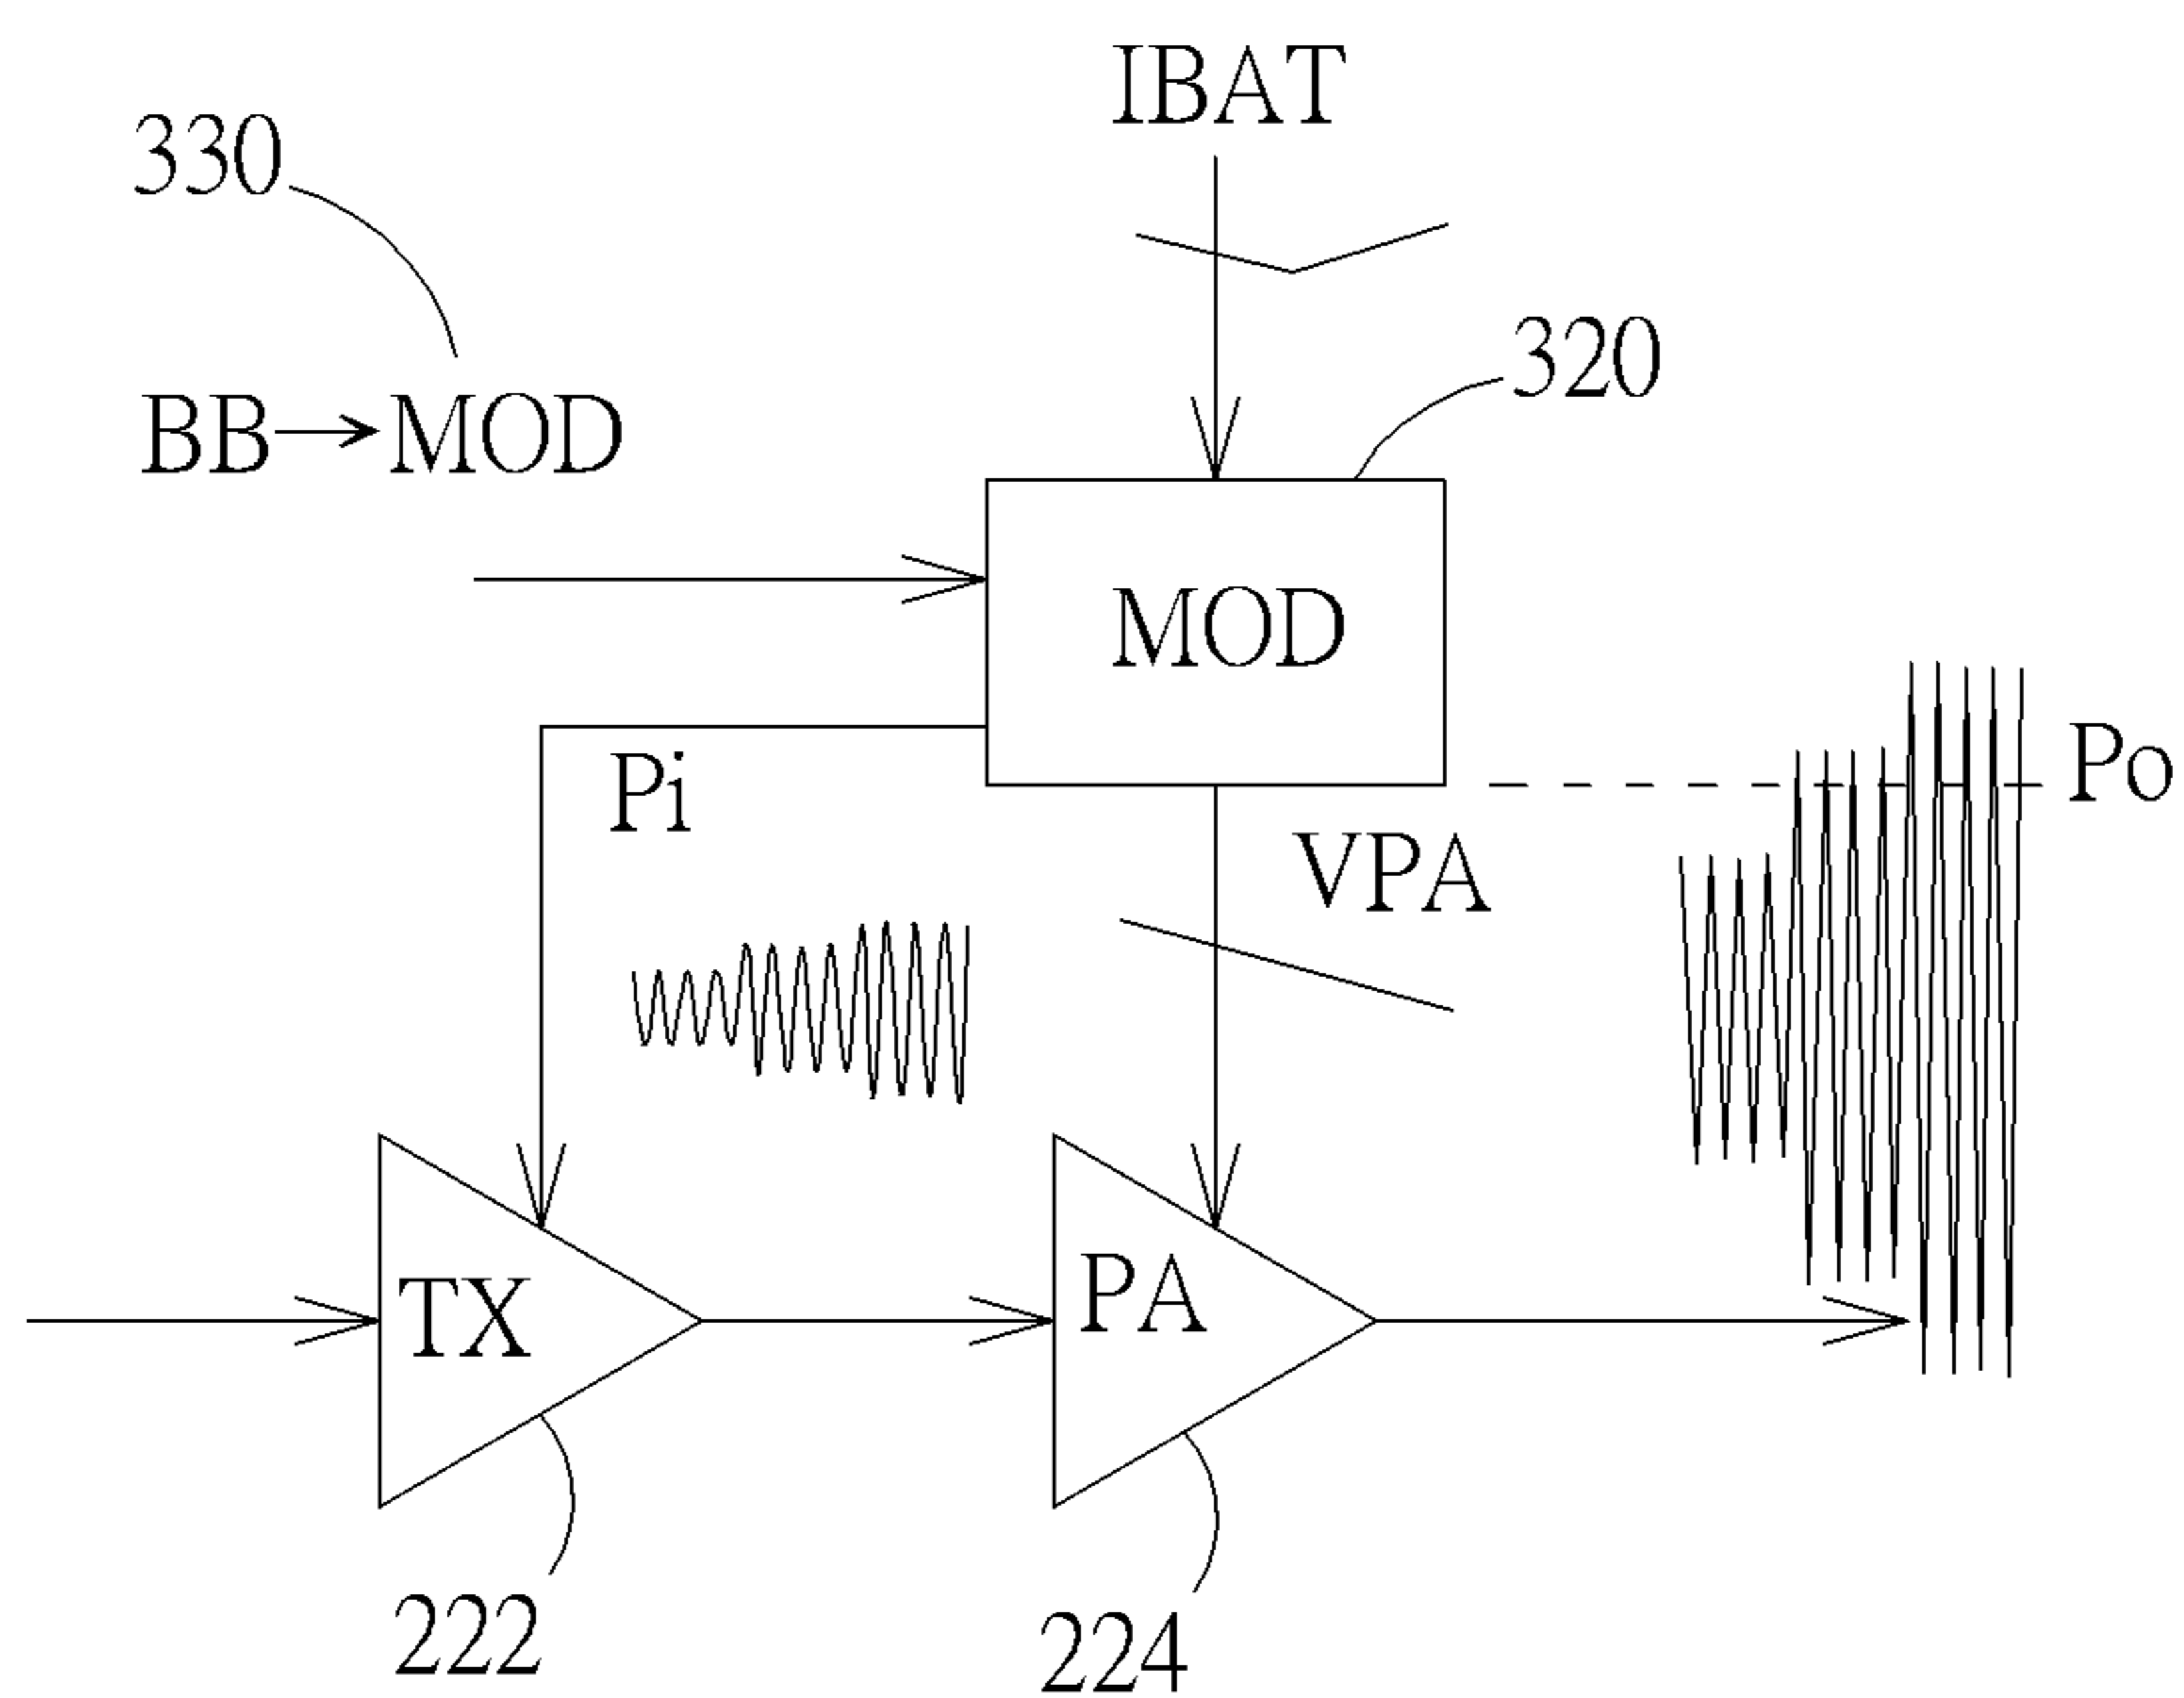 IBAT
330
320
BB → MOD
MOD
Pi
Po
VPA
TX
PA
222
224